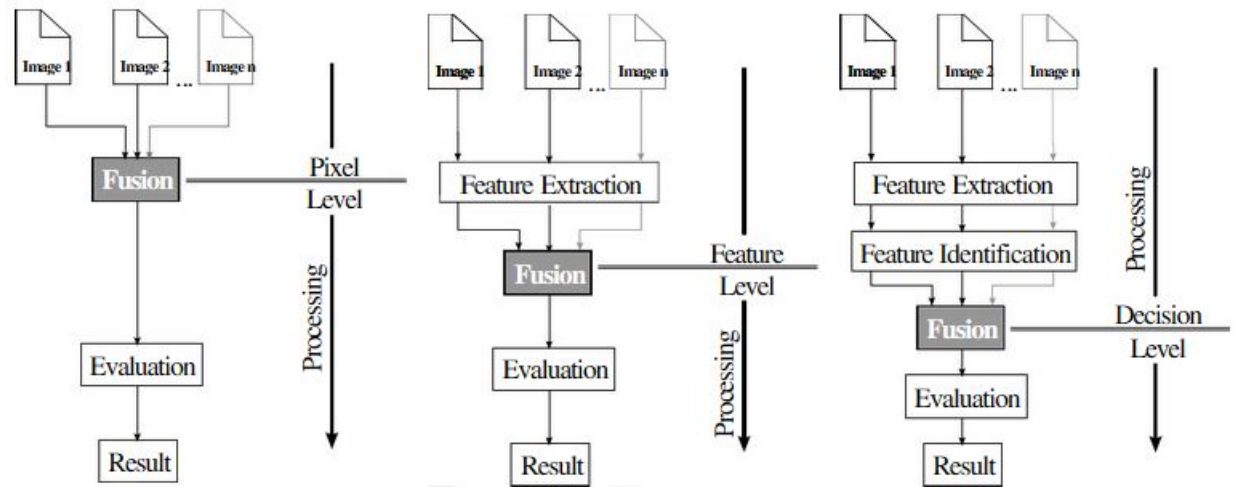 Image 1
Image 2
...
Image n
Fusion
Pixel
Level
Processing
Evaluation
Result
Image 1
Image 2
...
Image n
Feature Extraction
Fusion
Feature
Level
Processing
Evaluation
Result
Image 1
Image 2
...
Image n
Feature Extraction
Feature Identification
Processing
Fusion
Decision
Level
Evaluation
Result